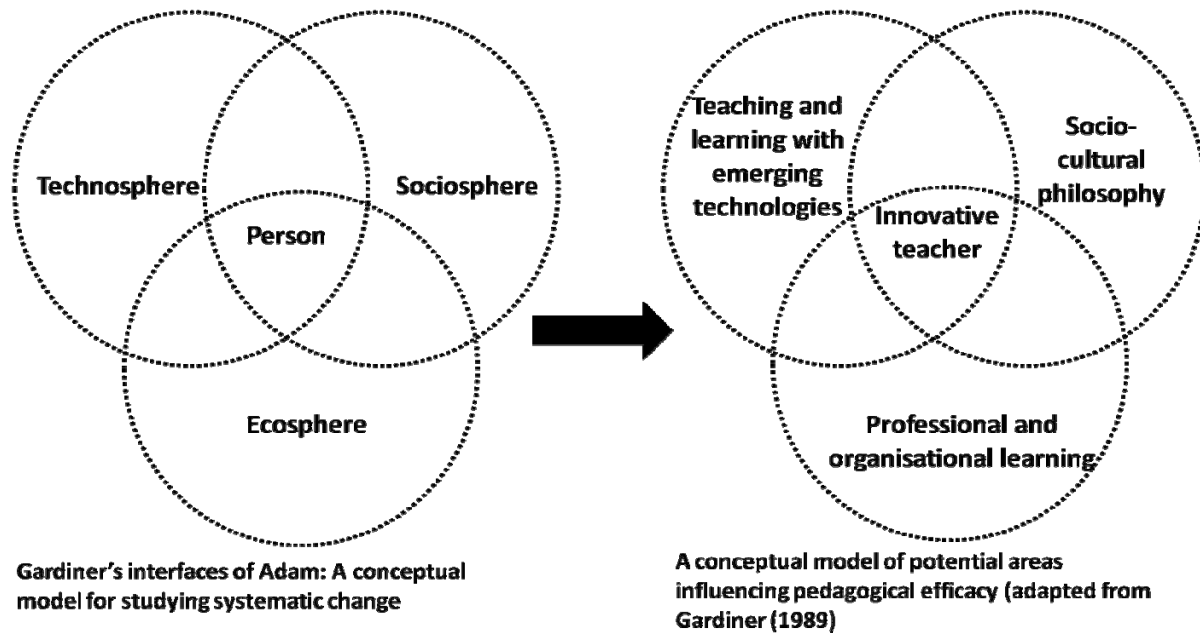 Technosphere
Sociosphere
Person
Ecosphere
Gardiner's interfaces of Adam: A conceptual
model for studying systematic change
Teaching and
learning with
emerging
technologies
Socio-
cultural
philosophy
Innovative
teacher
Professional and
organisational learning
A conceptual model of potential areas
influencing pedagogical efficacy (adapted from
Gardiner (1989)